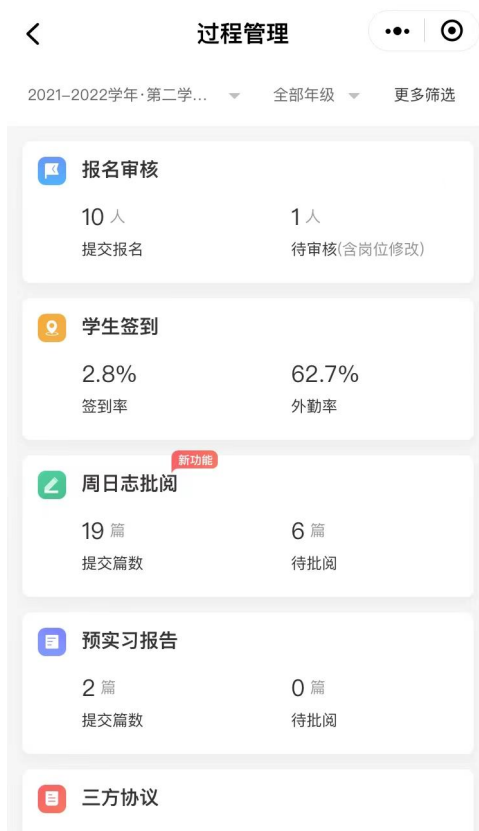 过程管理
2021-2022学年·第二学... 全部年级 更多筛选
报名审核
10 人 1 人
提交报名 待审核(含岗位修改)
学生签到
2.8% 62.7%
签到率 外勤率
新功能
周日志批阅
19 篇 6 篇
提交篇数 待批阅
预实习报告
2 篇 0 篇
提交篇数 待批阅
三方协议